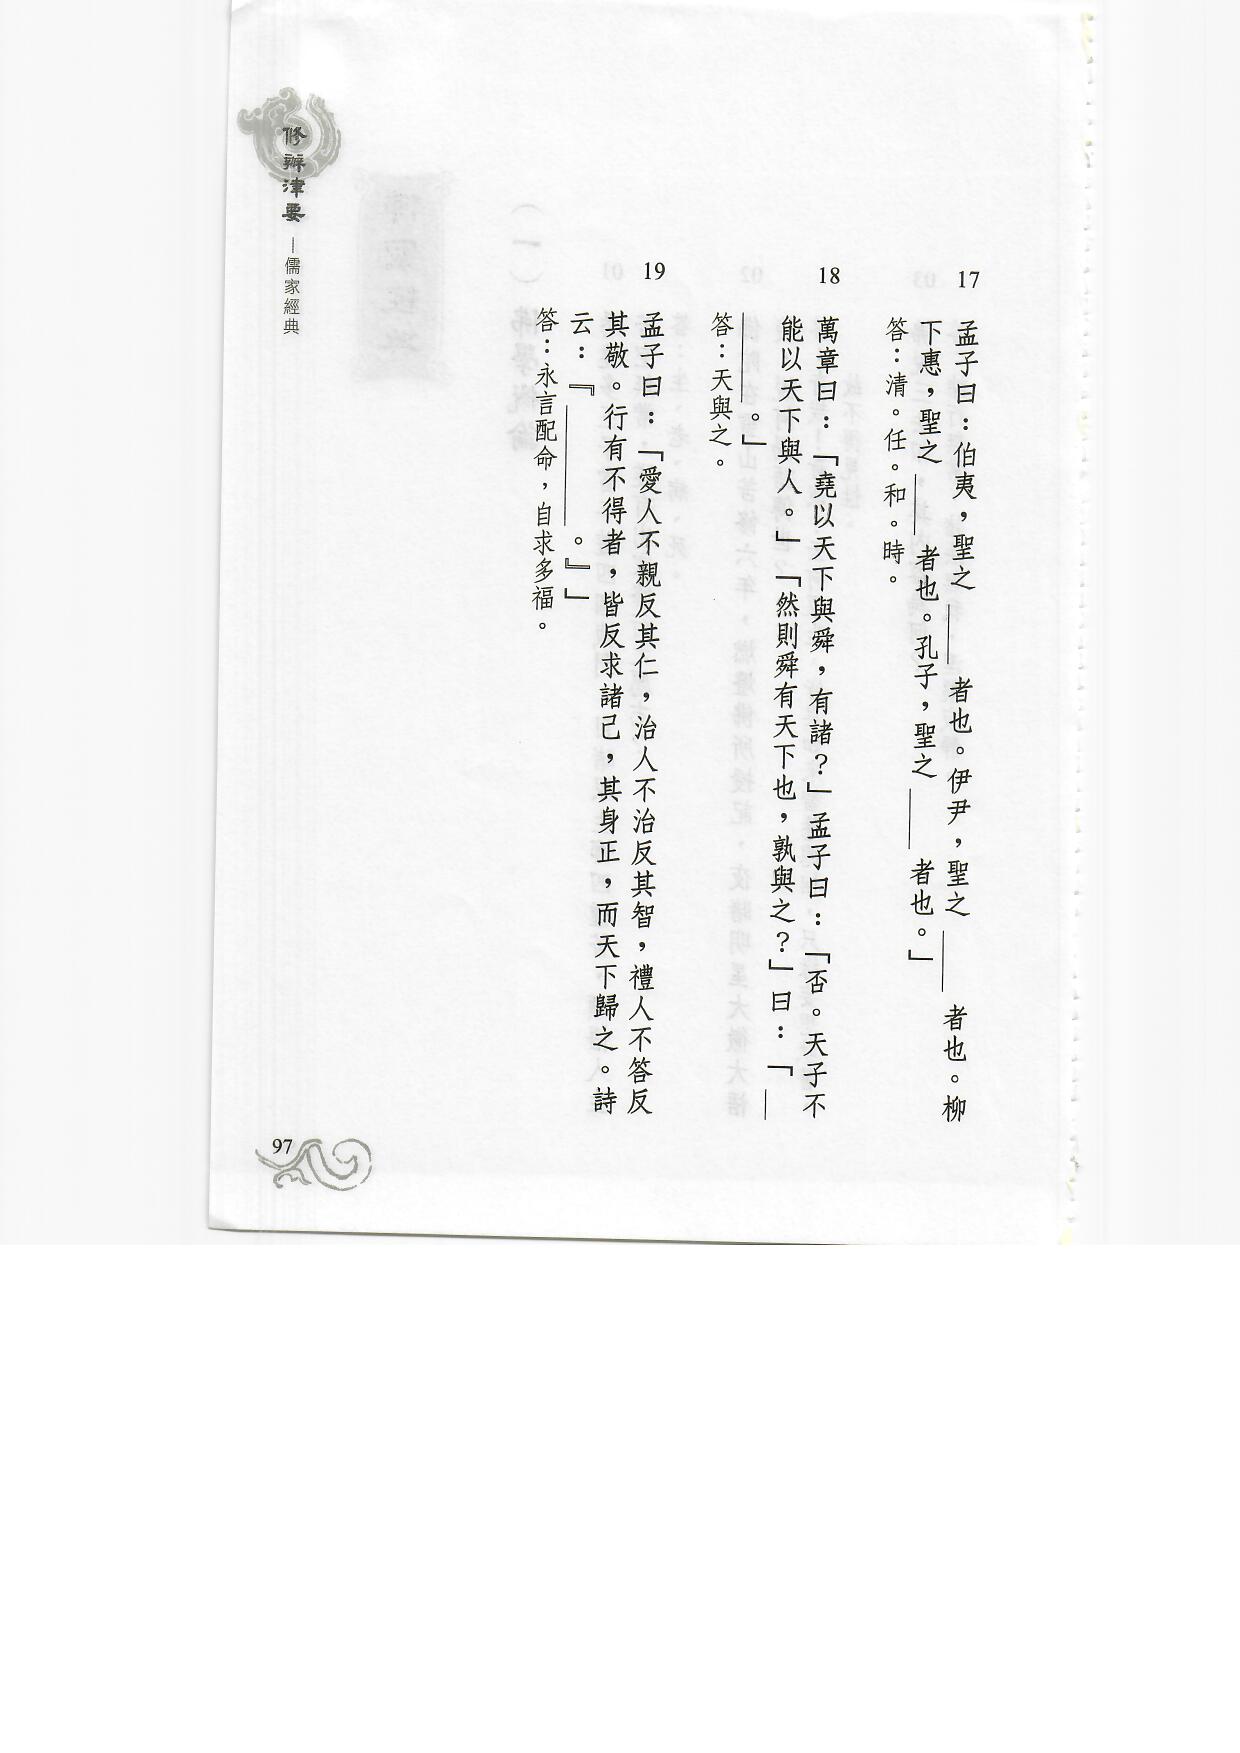 17
孟子曰：伯夷，聖之＿＿者也。伊尹，聖之＿＿者也。柳
下惠，聖之＿＿者也。孔子，聖之＿＿者也。」
答：清。任。和。時。
18
萬章曰：「堯以天下與舜，有諸？」孟子曰：「否。天子不
能以天下與人。」「然則舜有天下也，孰與之？」曰：「＿
＿＿＿。」
答：天與之。
19
孟子曰：「愛人不親反其仁，治人不治反其智，禮人不答反
其敬。行有不得者，皆反求諸己，其身正，而天下歸之。詩
云：『＿＿＿＿。』」
答：永言配命，自求多福。
修辦津要－儒家經典
97